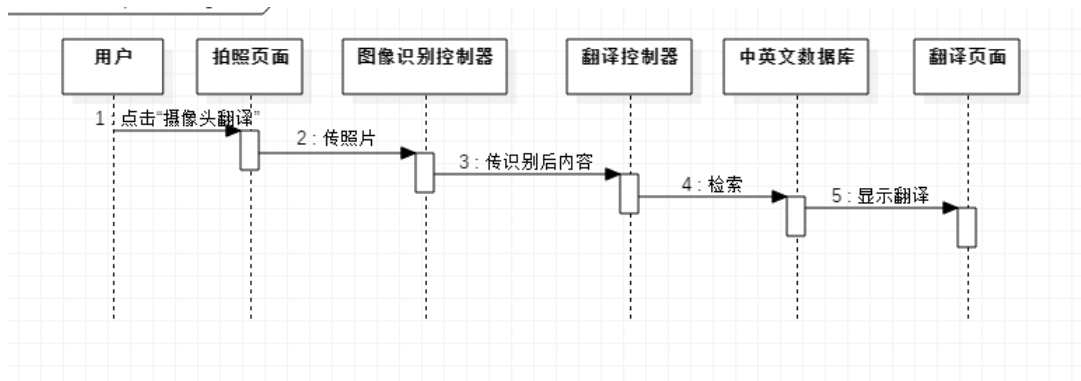 用户
拍照页面
图像识别控制器
翻译控制器
中英文数据库
翻译页面
1 : 点击“摄像头翻译”
2 : 传照片
3 : 传识别后内容
4 : 检索
5 : 显示翻译